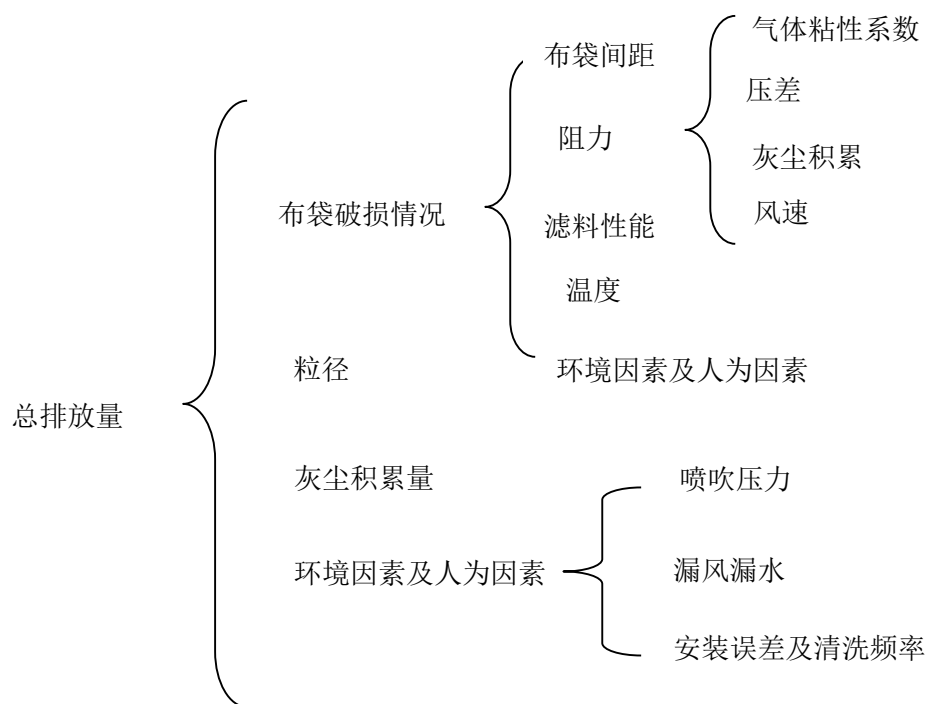 气体粘性系数
布袋间距
压差
阻力
灰尘积累
布袋破损情况
风速
滤料性能
温度
粒径
环境因素及人为因素
总排放量
灰尘积累量
喷吹压力
环境因素及人为因素
漏风漏水
安装误差及清洗频率